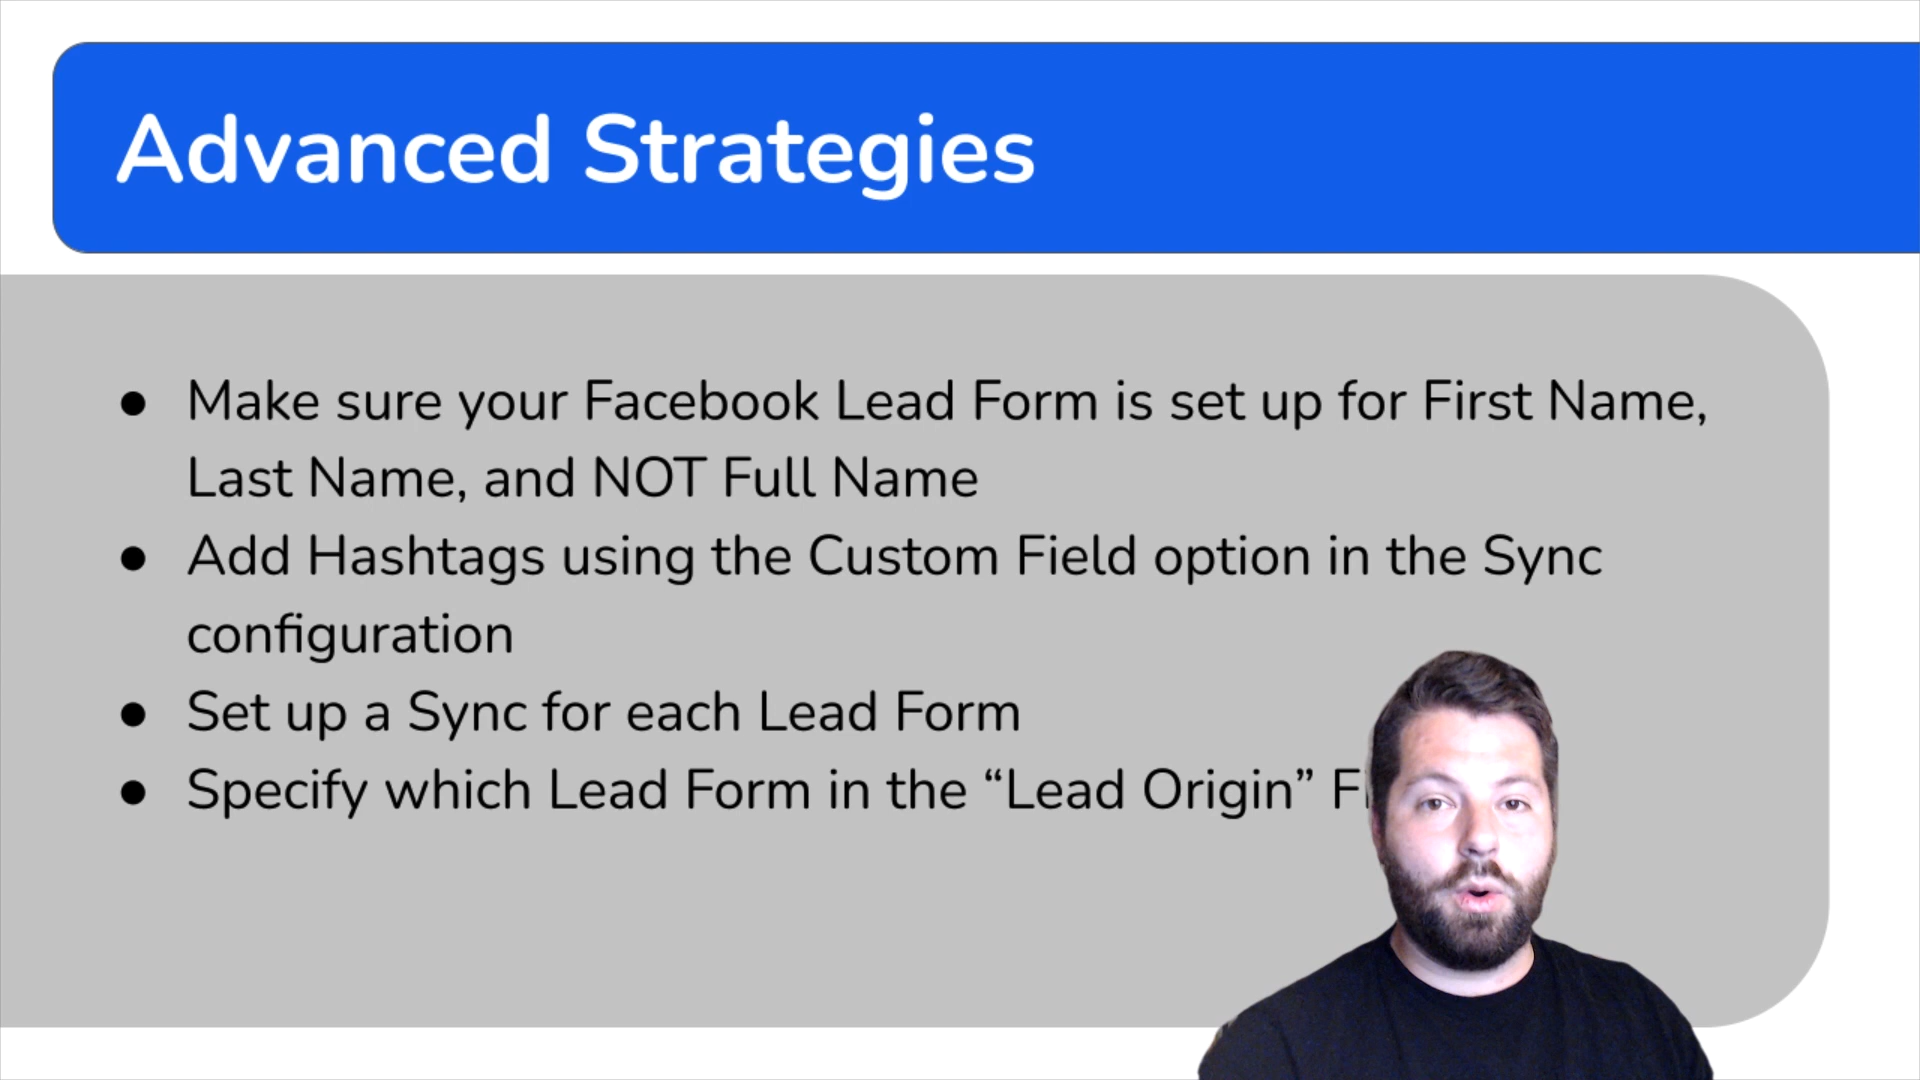 Advanced Strategies
● Make sure your Facebook Lead Form is set up for First Name,
Last Name, and NOT Full Name
● Add Hashtags using the Custom Field option in the Sync
configuration
● Set up a Sync for each Lead Form
● Specify which Lead Form in the “Lead Origin”